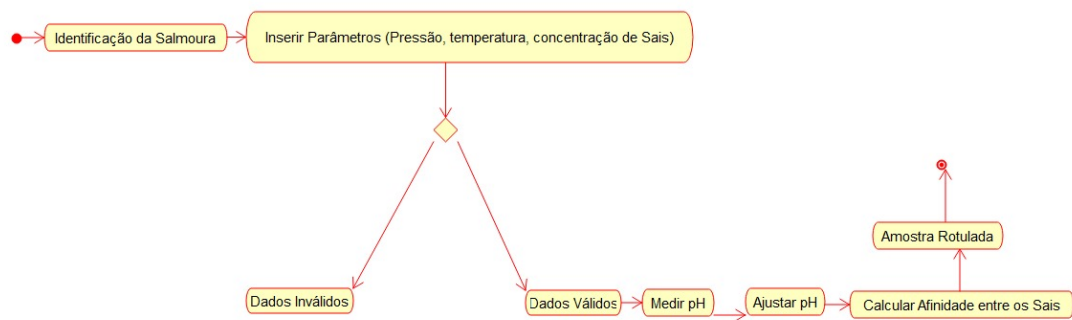 Identificação da Salmoura
Inserir Parâmetros (Pressão, temperatura, concentração de Sais)
Amostra Rotulada
Dados Inválidos
Dados Válidos
Medir pH
Ajustar pH
Calcular Afinidade entre os Sais